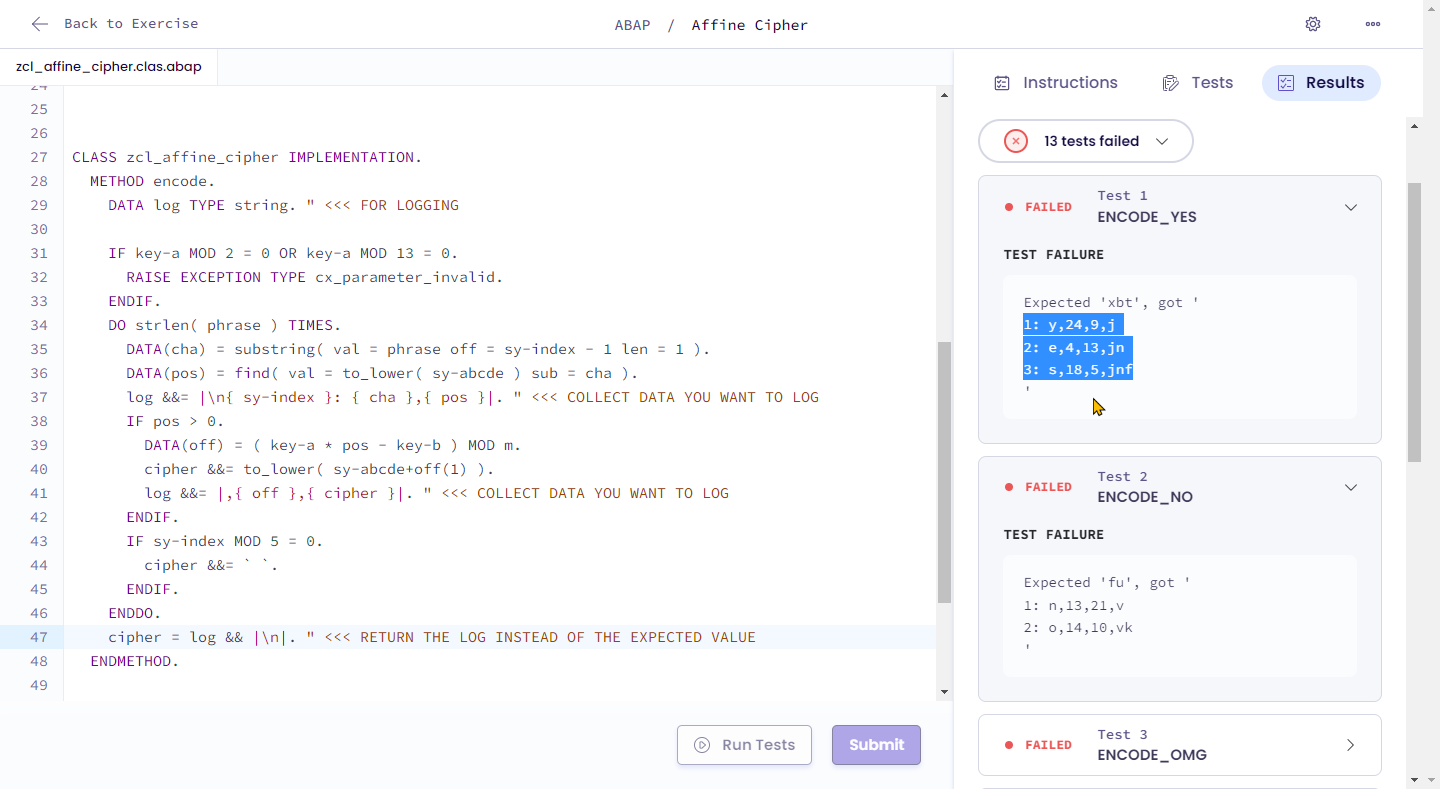 Back to Exercise
ABAP / Affine Cipher
zcl_affine_cipher.clas.abap
24
25
26
27 CLASS zcl_affine_cipher IMPLEMENTATION.
28 METHOD encode.
29 DATA log TYPE string. " <<< FOR LOGGING
30
31 IF key-a MOD 2 = 0 OR key-a MOD 13 = 0.
32 RAISE EXCEPTION TYPE cx_parameter_invalid.
33 ENDIF.
34 DO strlen( phrase ) TIMES.
35 DATA(cha) = substring( val = phrase off = sy-index - 1 len = 1 ).
36 DATA(pos) = find( val = to_lower( sy-abcde ) sub = cha ).
37 log &&= |\n{ sy-index }: { cha },{ pos }|. " <<< COLLECT DATA YOU WANT TO LOG
38 IF pos > 0.
39 DATA(off) = ( key-a * pos - key-b ) MOD m.
40 cipher &&= to_lower( sy-abcde+off(1) ).
41 log &&= |,{ off },{ cipher }|. " <<< COLLECT DATA YOU WANT TO LOG
42 ENDIF.
43 IF sy-index MOD 5 = 0.
44 cipher &&= ` `.
45 ENDIF.
46 ENDDO.
47 cipher = log && |\n|. " <<< RETURN THE LOG INSTEAD OF THE EXPECTED VALUE
48 ENDMETHOD.
49
Run Tests
Submit
Instructions
Tests
Results
13 tests failed
FAILED
Test 1
ENCODE_YES
TEST FAILURE
Expected 'xbt', got '
1: y,24,9,j
2: e,4,13,jn
3: s,18,5,jnf
'
FAILED
Test 2
ENCODE_NO
TEST FAILURE
Expected 'fu', got '
1: n,13,21,v
2: o,14,10,vk
'
FAILED
Test 3
ENCODE_OMG